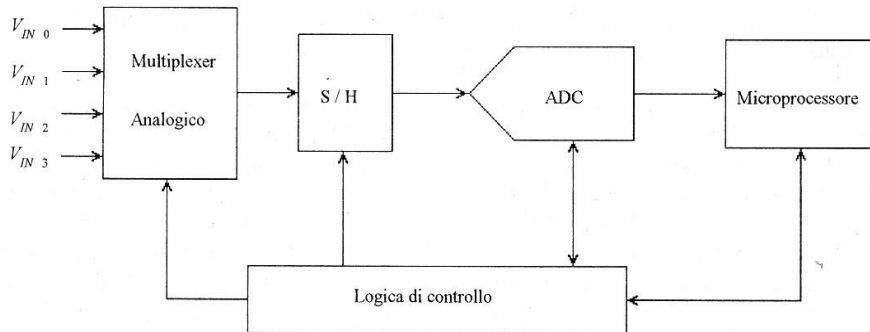 V_IN 0
V_IN 1
V_IN 2
V_IN 3
Multiplexer
Analogico
S / H
ADC
Microprocessore
Logica di controllo